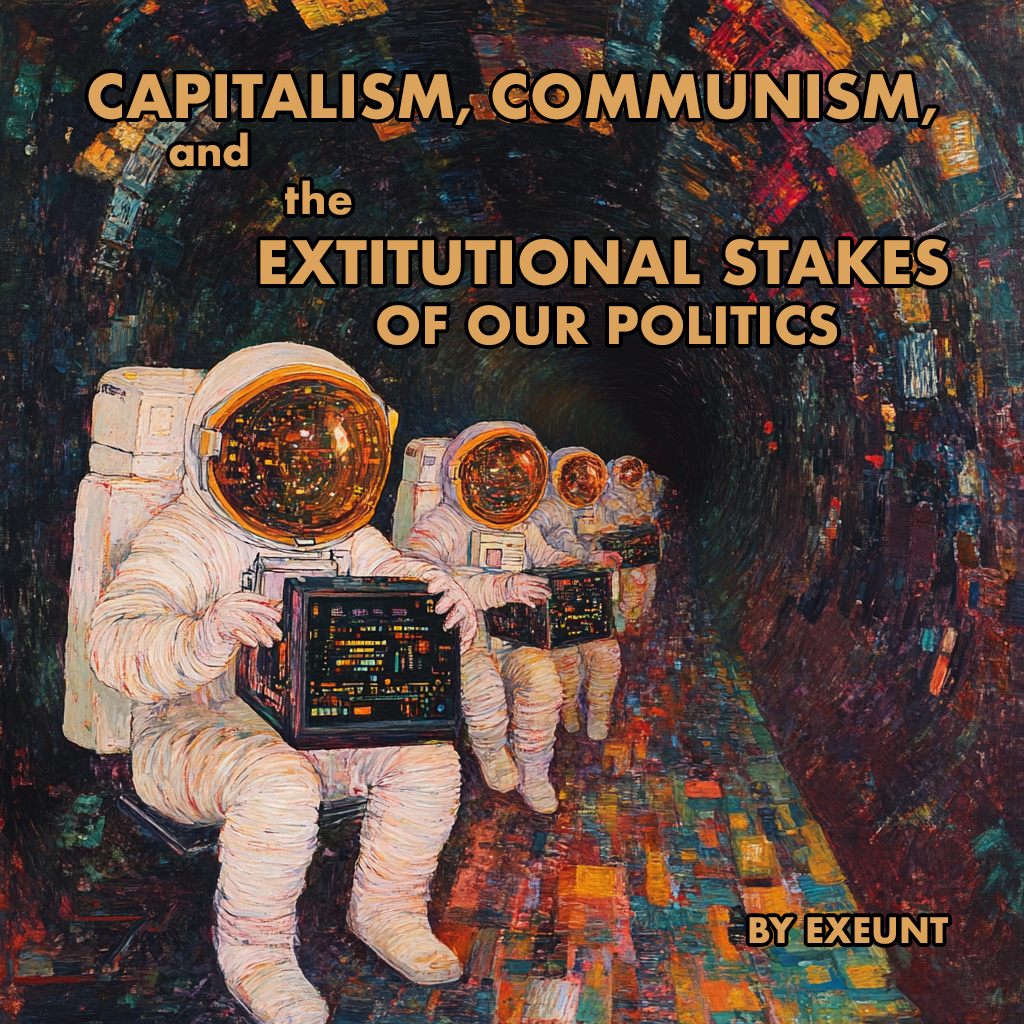 CAPITALISM, COMMUNISM,
and
the
EXTITUTIONAL STAKES
OF OUR POLITICS
BY EXEUNT